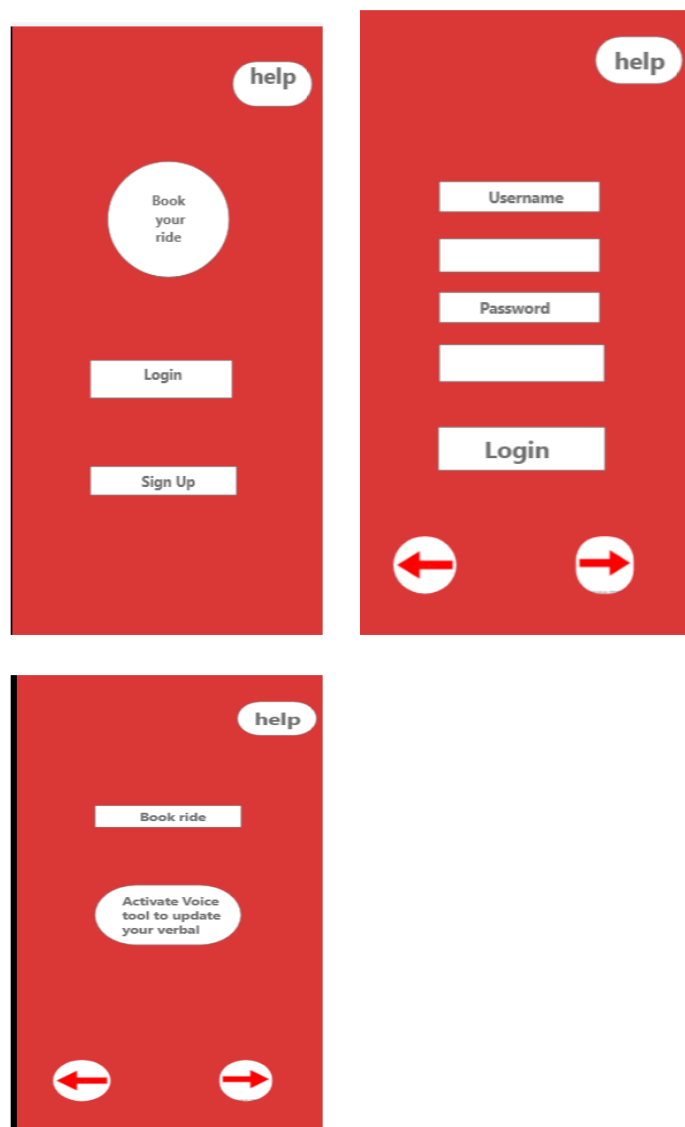 help
Book
your
ride
Login
Sign Up
help
Username
Password
Login
help
Book ride
Activate Voice
tool to update
your verbal